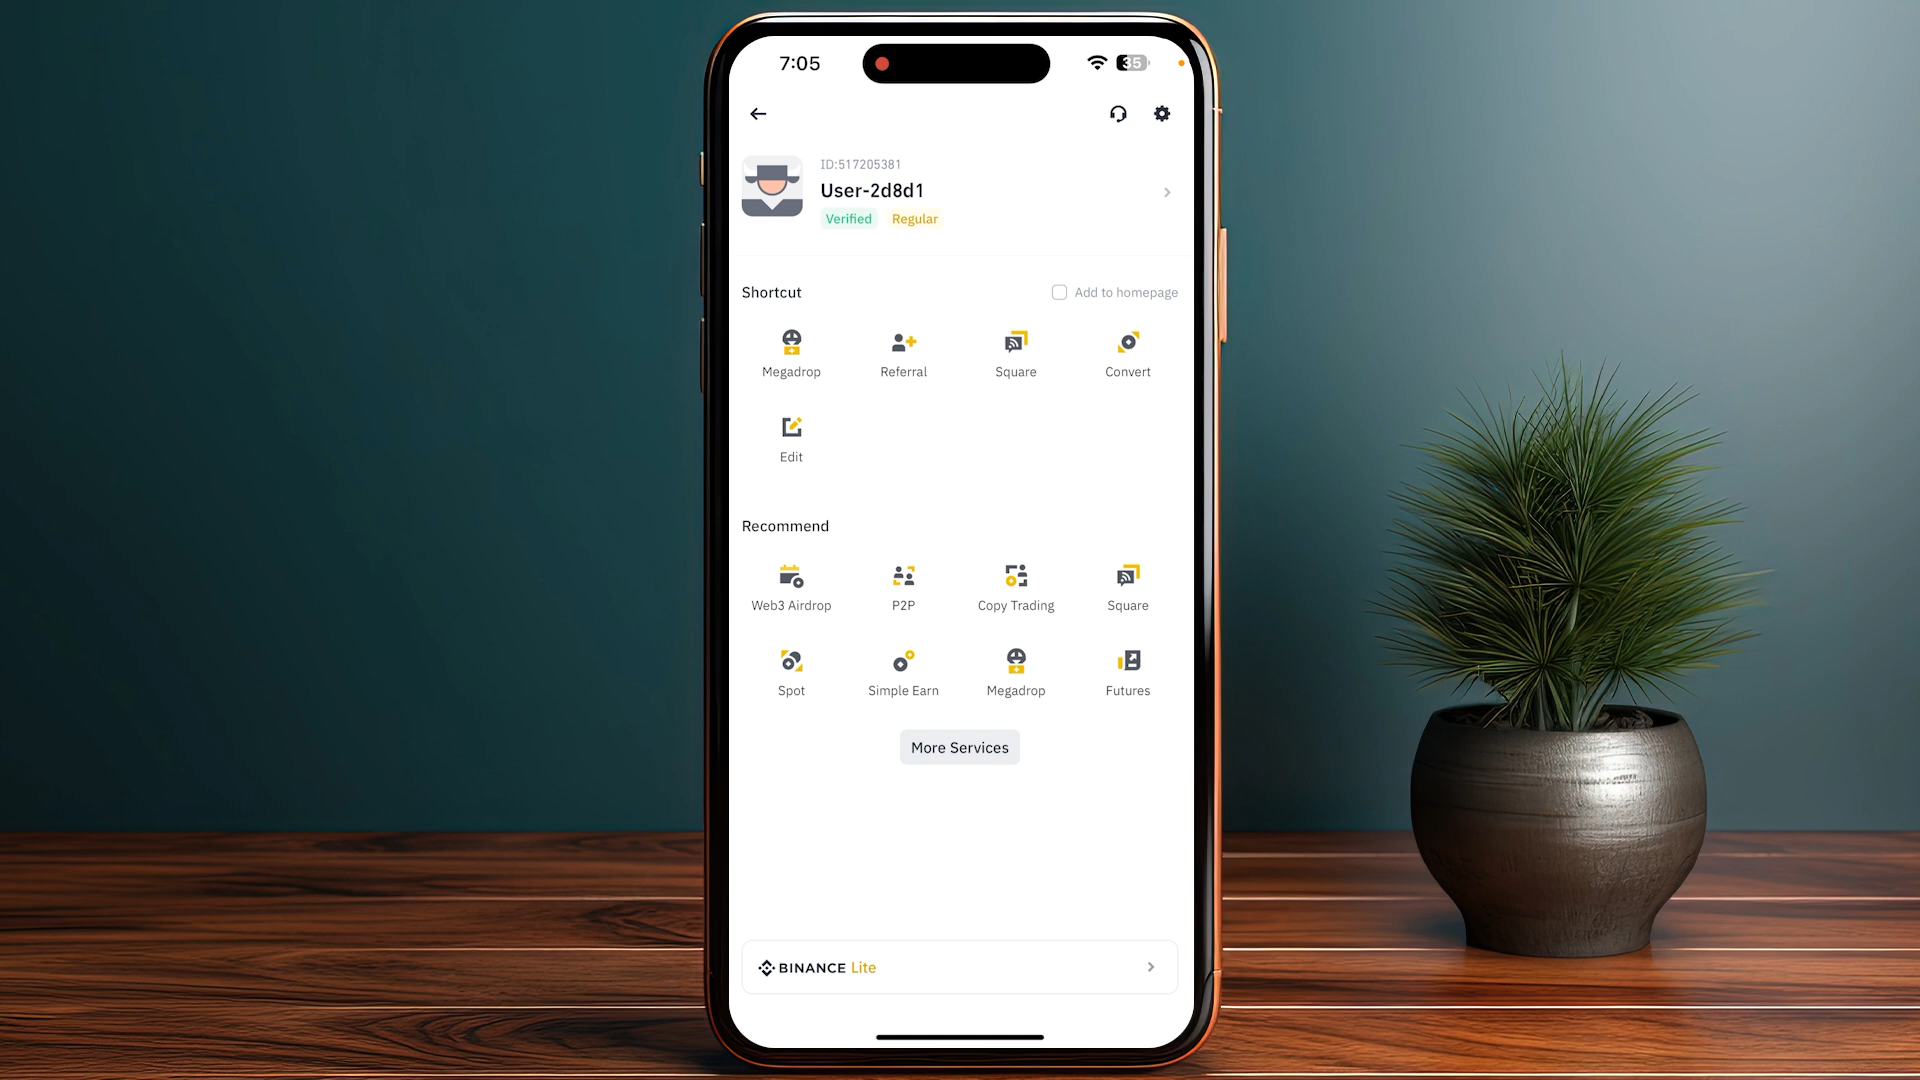 7:05
35
ID:517205381
User-2d8d1
Verified Regular
Shortcut
Add to homepage
Megadrop Referral Square Convert
Edit
Recommend
Web3 Airdrop P2P Copy Trading Square
Spot Simple Earn Megadrop Futures
More Services
BINANCE Lite